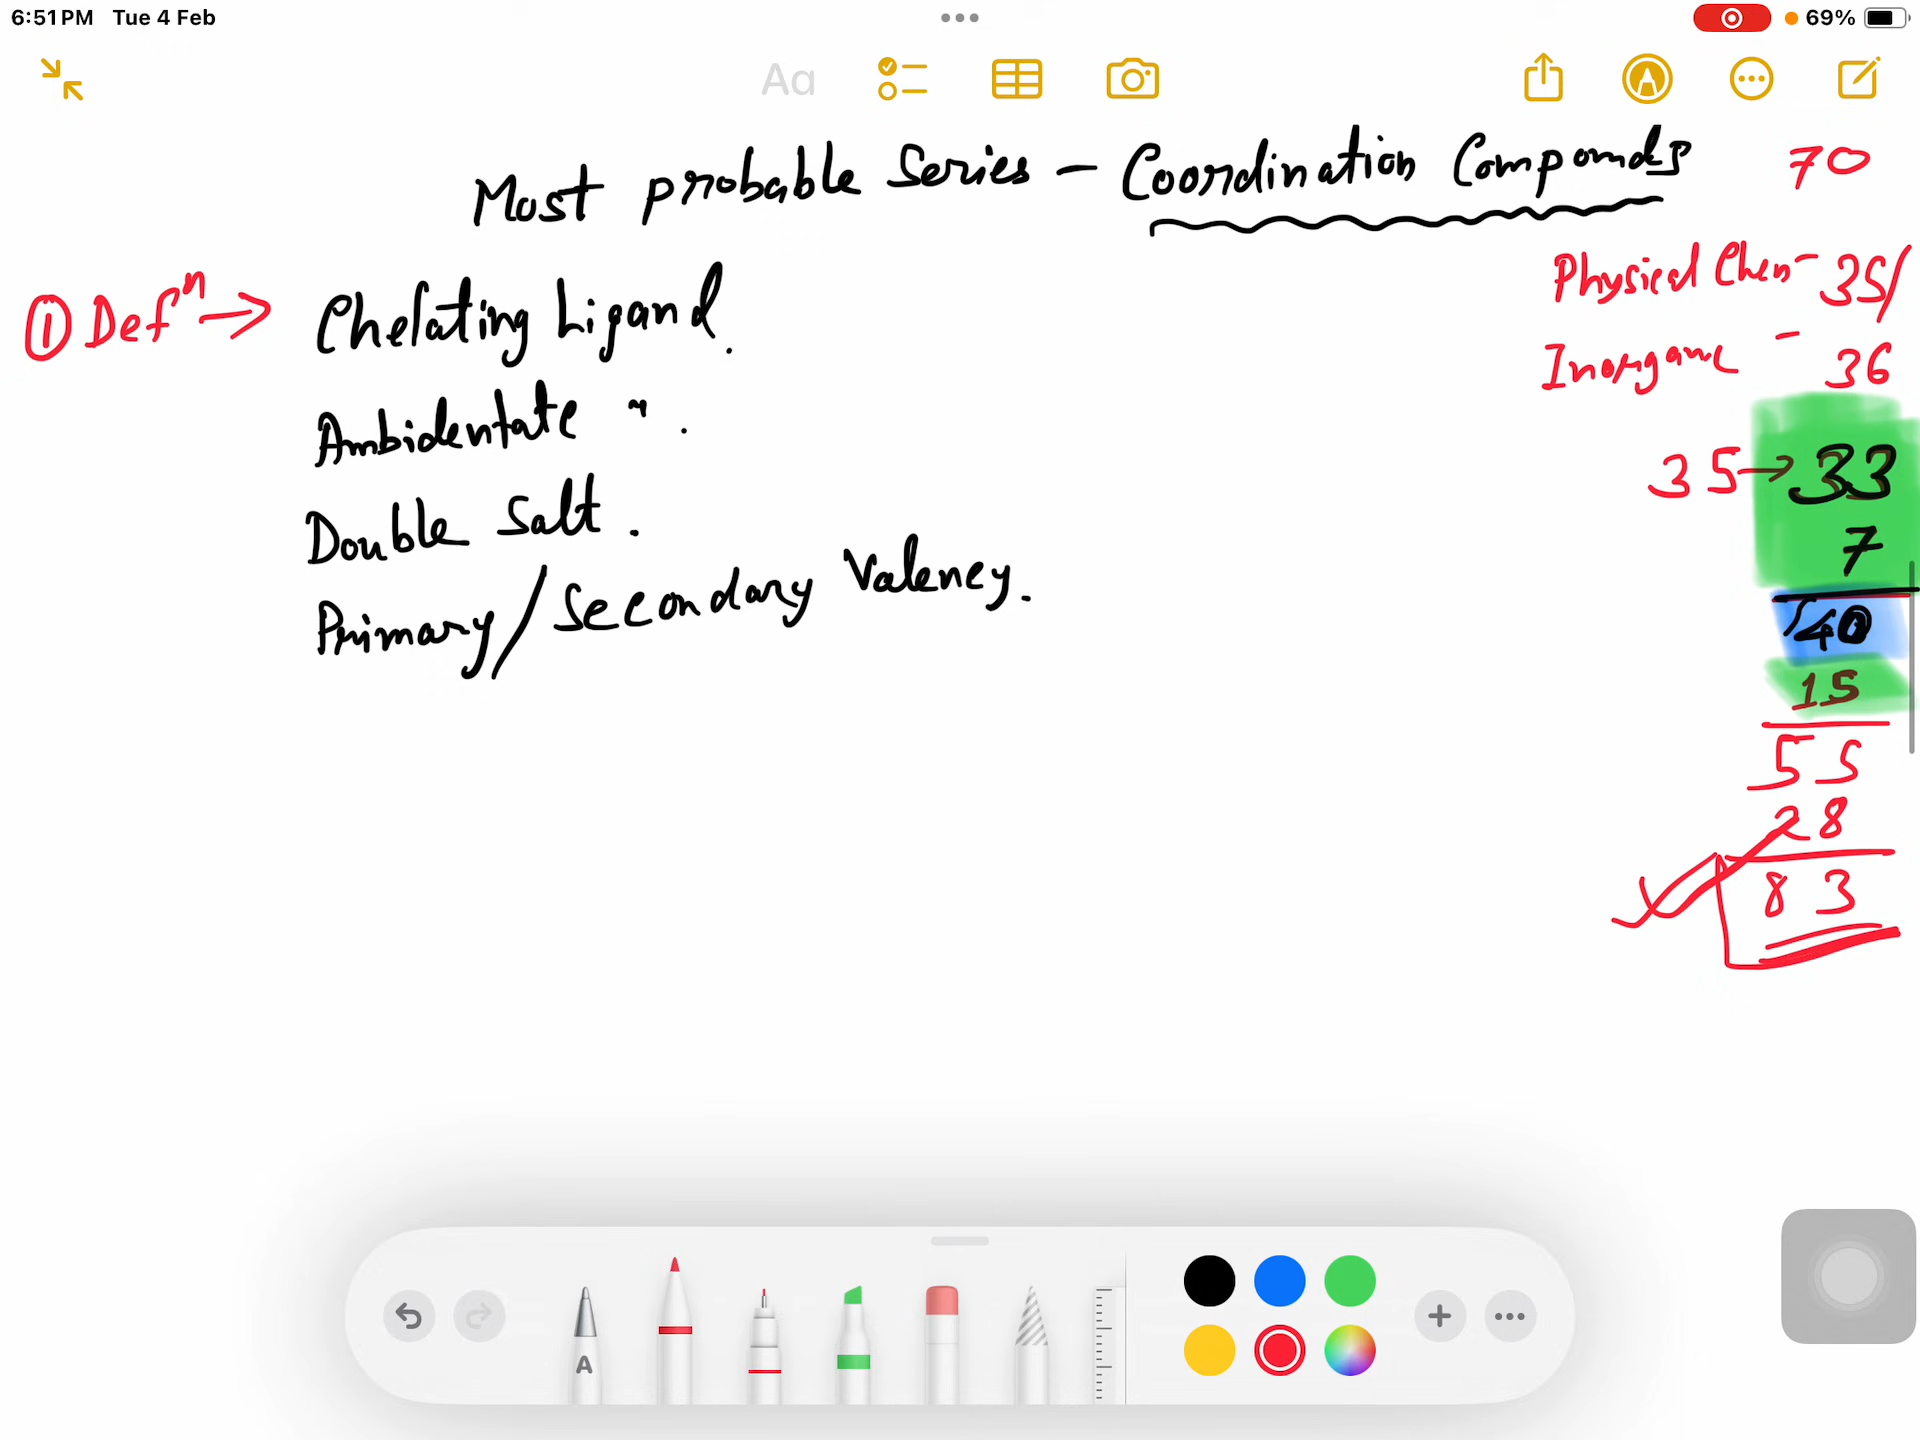 6:51 PM Tue 4 Feb
69%
Aa
Most probable Series - Coordination Compounds
70
① Defⁿ → Chelating Ligand.
Ambidentate " .
Double Salt .
Primary/Secondary Valency.
Physical Chem - 35/
Inorganic - 36
35 → 33
7
40
15
55
28
83
A